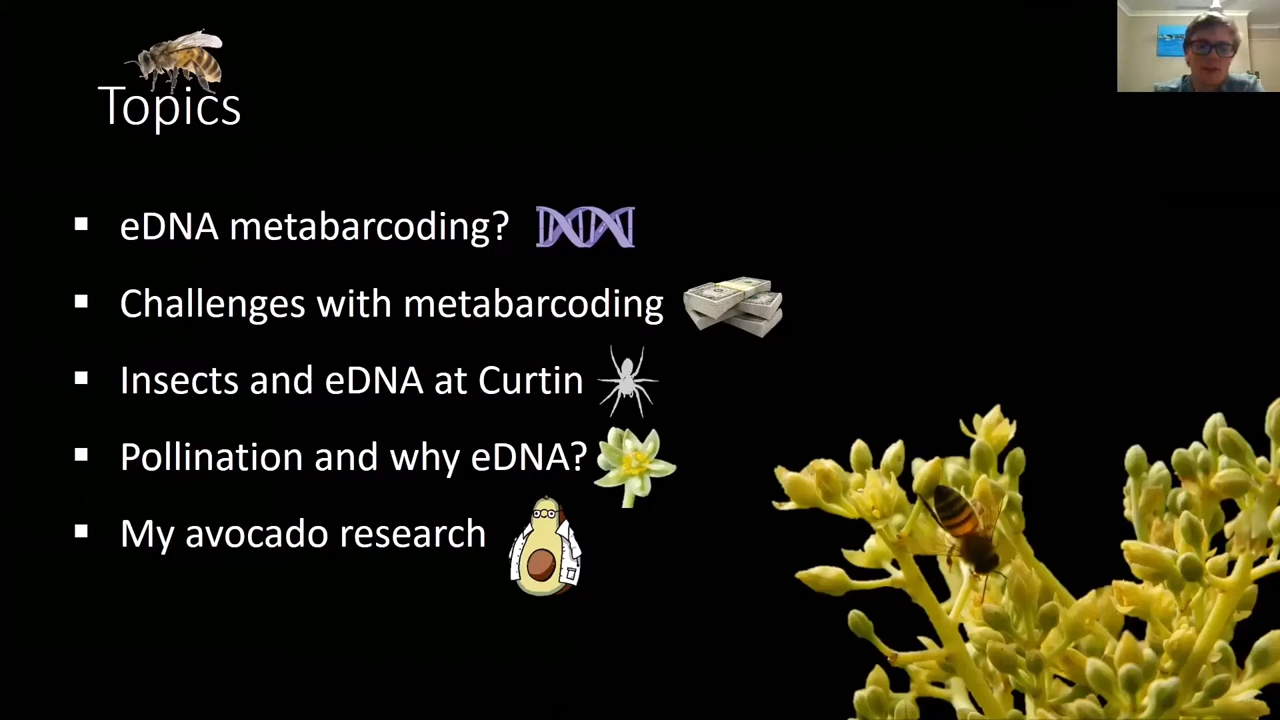 Topics
eDNA metabarcoding?
Challenges with metabarcoding
Insects and eDNA at Curtin
Pollination and why eDNA?
My avocado research